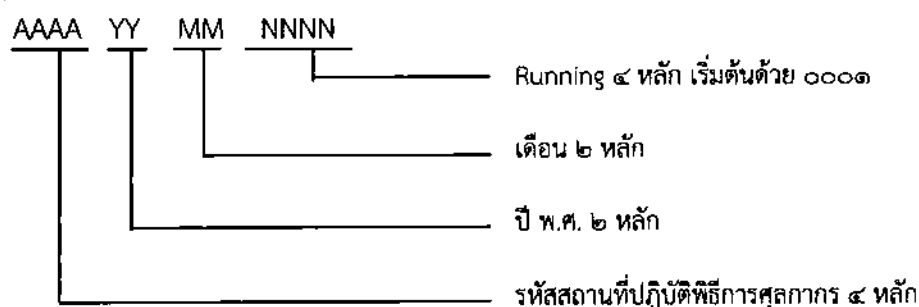 AAAA YY MM NNNN
Running ๔ หลัก เริ่มต้นด้วย ๐๐๐๑
เดือน ๒ หลัก
ปี พ.ศ. ๒ หลัก
รหัสสถานที่ปฏิบัติพิธีการศุลกากร ๔ หลัก